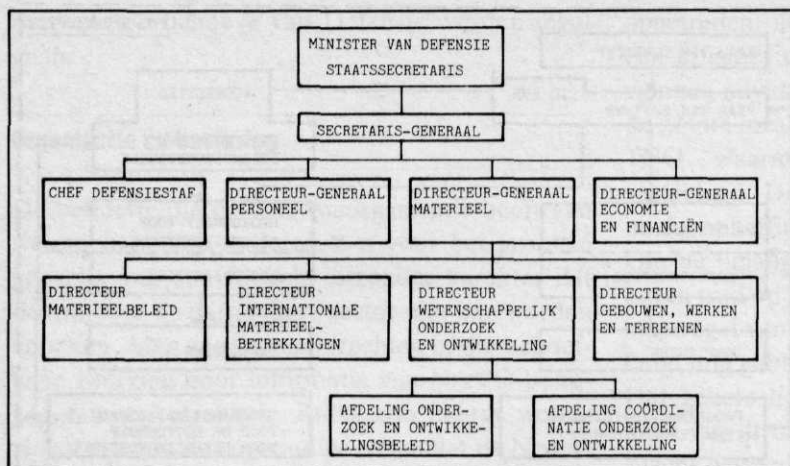 MINISTER VAN DEFENSIE
STAATSSECRETARIS
SECRETARIS-GENERAAL
CHEF DEFENSIESTAF
DIRECTEUR-GENERAAL
PERSONEEL
DIRECTEUR-GENERAAL
MATERIEEL
DIRECTEUR-GENERAAL
ECONOMIE
EN FINANCIËN
DIRECTEUR
MATERIEELBELEID
DIRECTEUR
INTERNATIONALE
MATERIEEL-
BETREKKINGEN
DIRECTEUR
WETENSCHAPPELIJK
ONDERZOEK
EN ONTWIKKELING
DIRECTEUR
GEBOUWEN, WERKEN
EN TERREINEN
AFDELING ONDER-
ZOEK EN ONTWIKKE-
LINGSBELEID
AFDELING COÖRDI-
NATIE ONDERZOEK
EN ONTWIKKELING